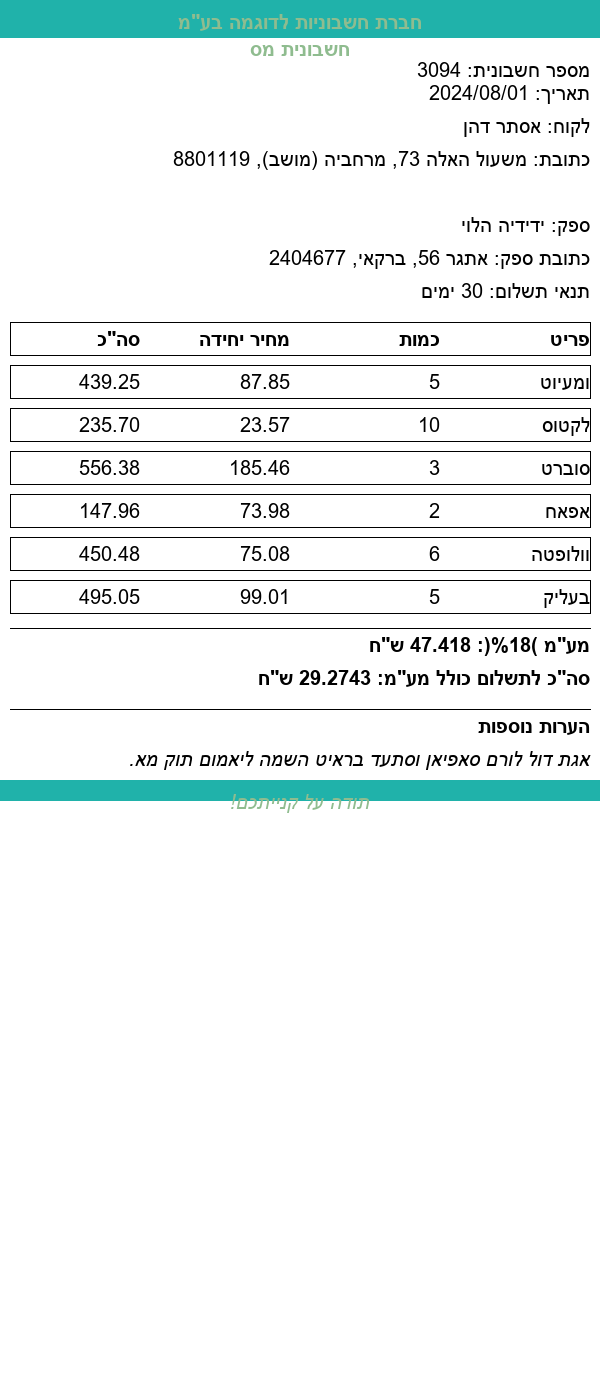 חברת חשבוניות לדוגמה בע"מ
חשבונית מס
מספר חשבונית: 3094
תאריך: 2024/08/01
לקוח: אסתר דהן
כתובת: משעול האלה 73, מרחביה (מושב), 8801119
ספק: ידידיה הלוי
כתובת ספק: אתגר 56, ברקאי, 2404677
תנאי תשלום: 30 ימים
פריט כמות מחיר יחידה סה"כ
ומעיוט 5 87.85 439.25
לקטוס 10 23.57 235.70
סוברט 3 185.46 556.38
אפאח 2 73.98 147.96
וולופטה 6 75.08 450.48
בעליק 5 99.01 495.05
מע"מ )18%(: 47.418 ש"ח
סה"כ לתשלום כולל מע"מ: 29.2743 ש"ח
הערות נוספות
אגת דול לורם סאפיאן וסתעד בראיט השמה ליאמום תוק מא.
תודה על קנייתכם!